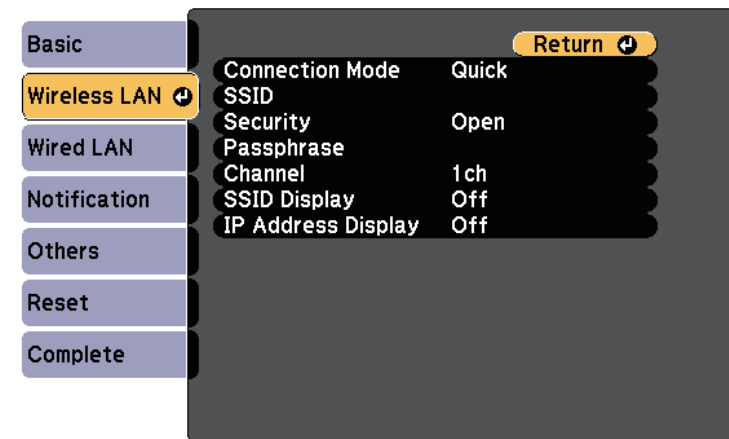 Basic
Wireless LAN
Wired LAN
Notification
Others
Reset
Complete
Return
Connection Mode Quick
SSID
Security Open
Passphrase
Channel 1ch
SSID Display Off
IP Address Display Off